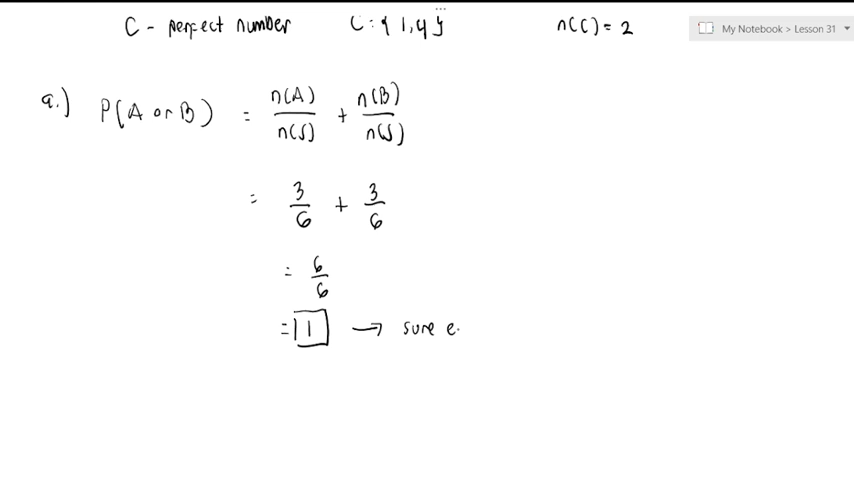 C - perfect number C = { 1, 4 } n(C) = 2
My Notebook > Lesson 31
a.) P(A or B) = n(A)/n(S) + n(B)/n(S)
= 3/6 + 3/6
= 6/6
= 1 → sure e.